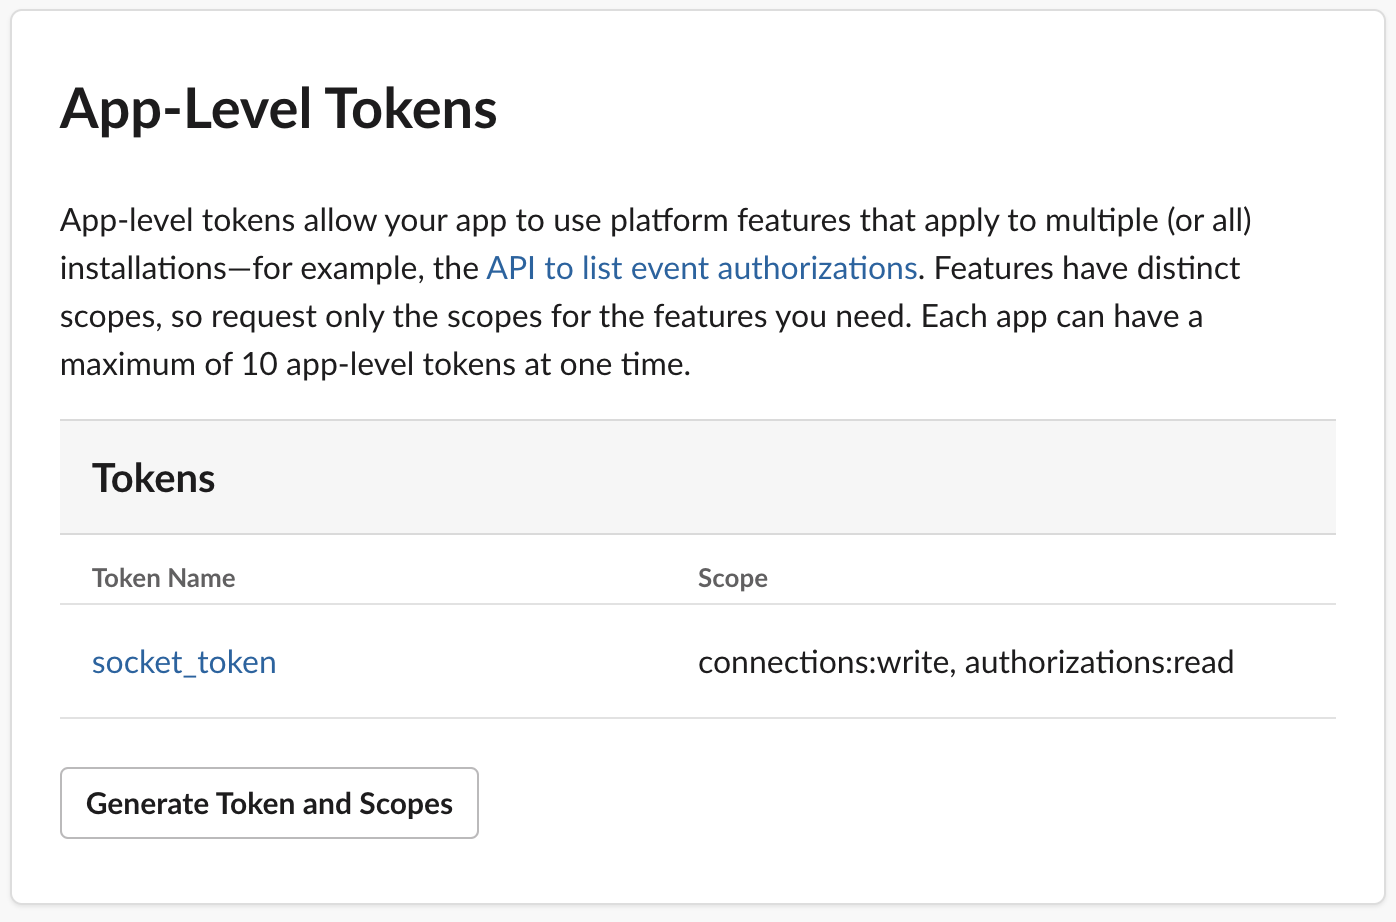 App-Level Tokens
App-level tokens allow your app to use platform features that apply to multiple (or all)
installations—for example, the API to list event authorizations. Features have distinct
scopes, so request only the scopes for the features you need. Each app can have a
maximum of 10 app-level tokens at one time.
Tokens
Token Name Scope
socket_token connections:write, authorizations:read
Generate Token and Scopes